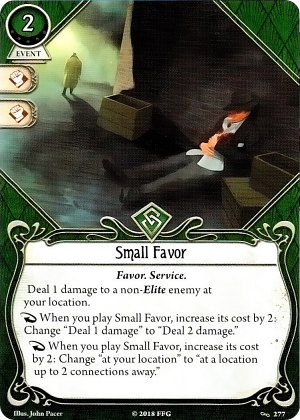 2
EVENT
Small Favor
Favor. Service.
Deal 1 damage to a non-Elite enemy at
your location.
When you play Small Favor, increase its cost by 2:
Change “Deal 1 damage” to “Deal 2 damage.”
When you play Small Favor, increase its cost
by 2: Change “at your location” to “at a location
up to 2 connections away.”
Illus. John Pacer
© 2018 FFG
277